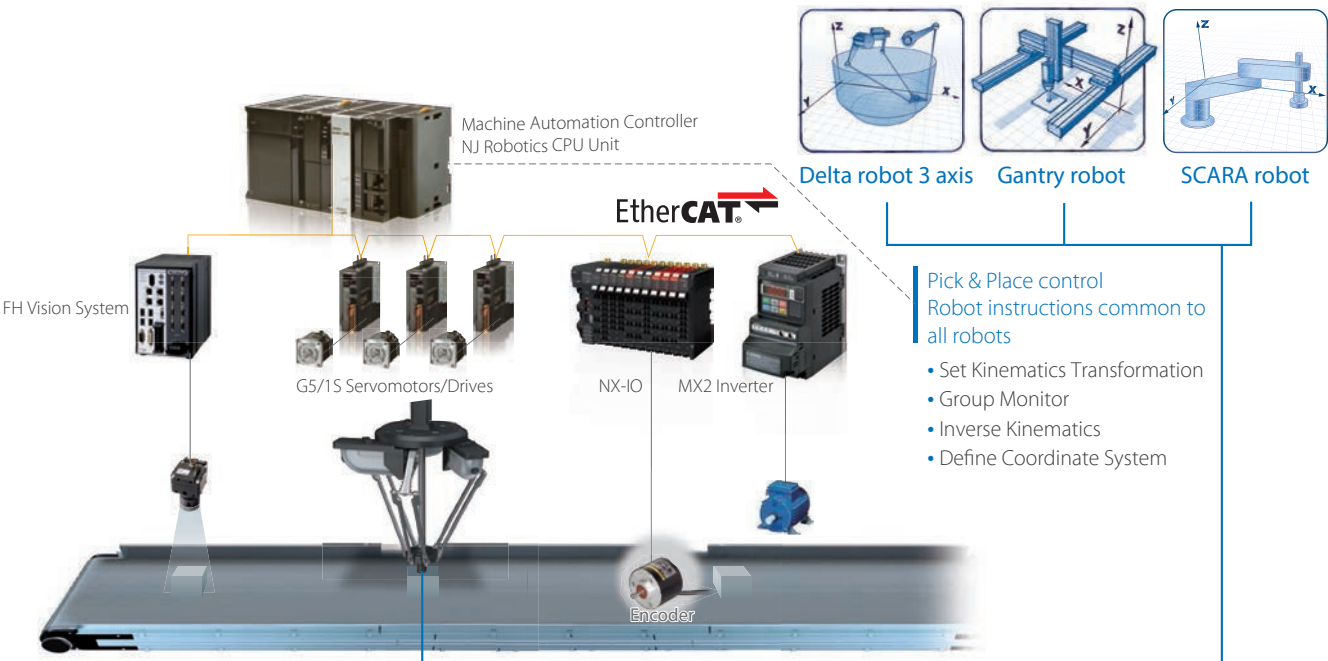 Z
Y
X
Z
X
Y
Z
Y
X
Machine Automation Controller
NJ Robotics CPU Unit
Delta robot 3 axis
Gantry robot
SCARA robot
EtherCAT®
FH Vision System
Pick & Place control
Robot instructions common to
all robots
• Set Kinematics Transformation
• Group Monitor
• Inverse Kinematics
• Define Coordinate System
G5/1S Servomotors/Drives
NX-IO
MX2 Inverter
Encoder